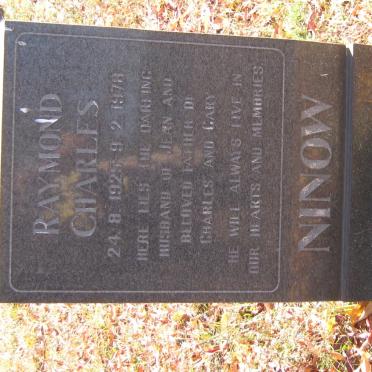 RAYMOND
CHARLES
24.8.1925-9.2.1978
HERE LIES THE DARLING
HUSBAND OF JEAN AND
BELOVED FATHER OF
CHARLES AND GARY
HE WILL ALWAYS LIVE IN
OUR HEARTS AND MEMORIES
NINOW